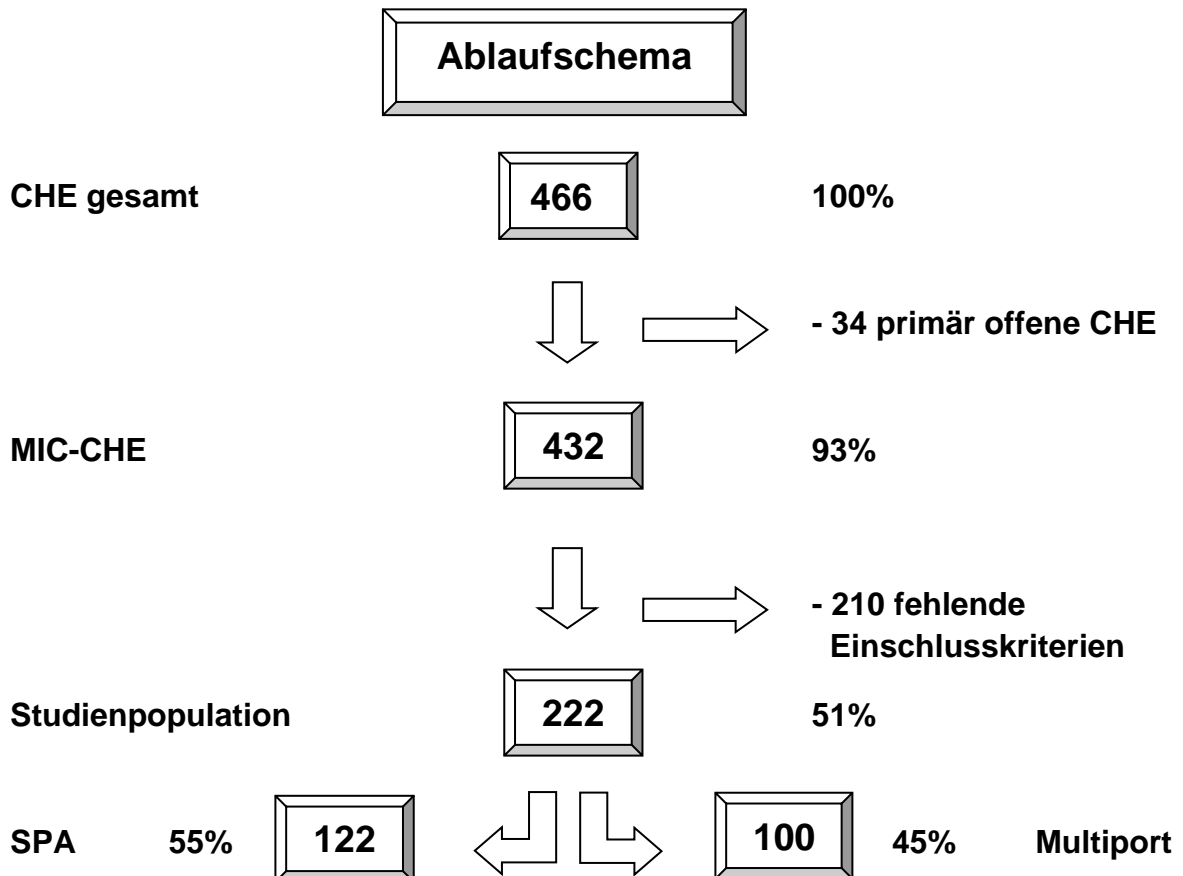 Ablaufschema
CHE gesamt 466 100%
- 34 primär offene CHE
MIC-CHE 432 93%
- 210 fehlende
Einschlusskriterien
Studienpopulation 222 51%
SPA 55% 122 100 45% Multiport